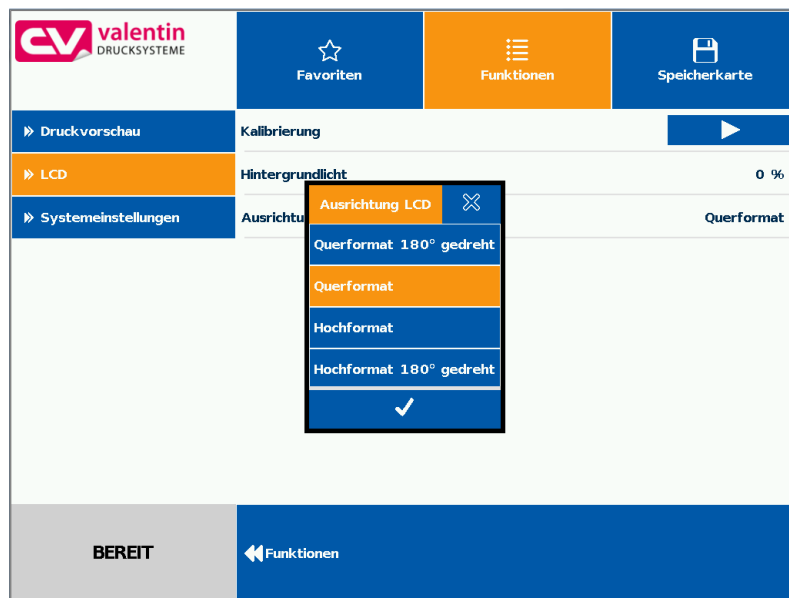 valentin
DRUCKSYSTEME
Favoriten
Funktionen
Speicherkarte
Druckvorschau
Kalibrierung
LCD
Hintergrundlicht
0 %
Systemeinstellungen
Ausrichtu
Querformat
Ausrichtung LCD
Querformat 180° gedreht
Querformat
Hochformat
Hochformat 180° gedreht
BEREIT
Funktionen